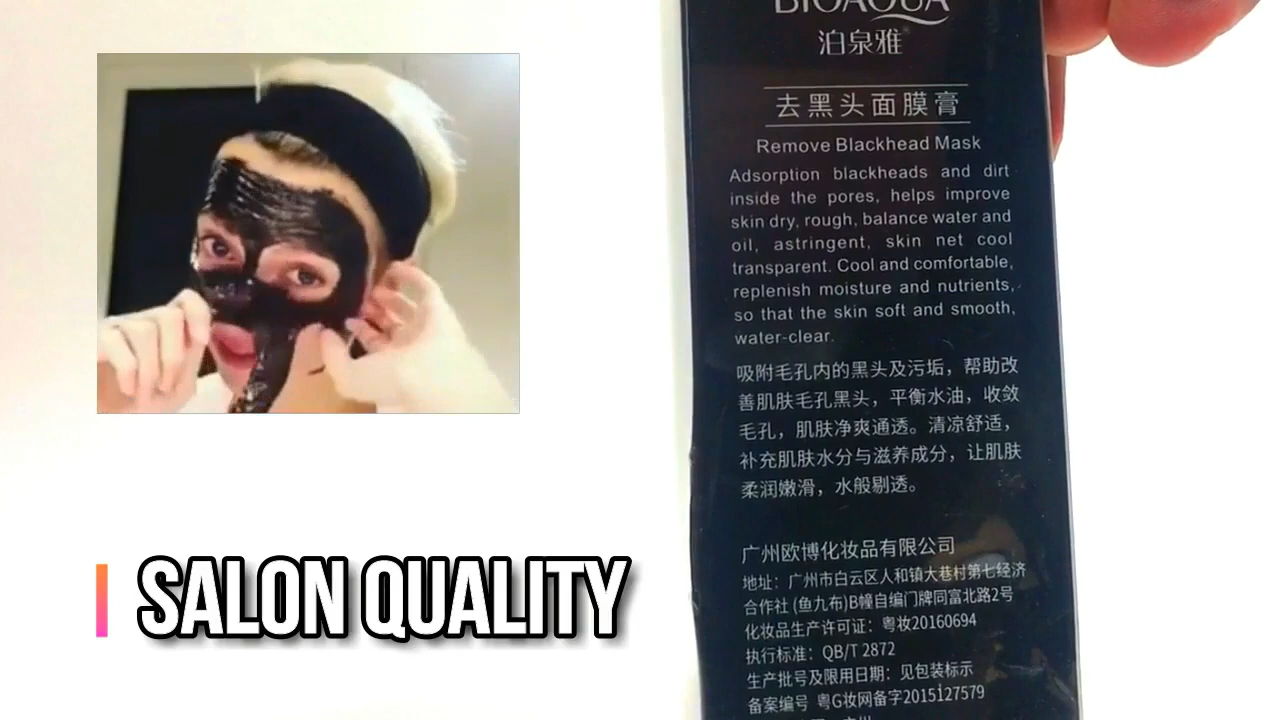 SALON QUALITY
BIOAQUA
泊泉雅®
去黑头面膜膏
Remove Blackhead Mask
Adsorption blackheads and dirt
inside the pores, helps improve
skin dry, rough, balance water and
oil, astringent, skin net cool
transparent. Cool and comfortable,
replenish moisture and nutrients,
so that the skin soft and smooth,
water-clear.
吸附毛孔内的黑头及污垢，帮助改
善肌肤毛孔黑头，平衡水油，收敛
毛孔，肌肤净爽通透。清凉舒适，
补充肌肤水分与滋养成分，让肌肤
柔润嫩滑，水般剔透。
广州欧博化妆品有限公司
地址：广州市白云区人和镇大巷村第七经济
合作社 (鱼九布)B幢自编门牌同富北路2号
化妆品生产许可证：粤妆20160694
执行标准：QB/T 2872
生产批号及限用日期：见包装标示
备案编号 粤G妆网备字2015127579